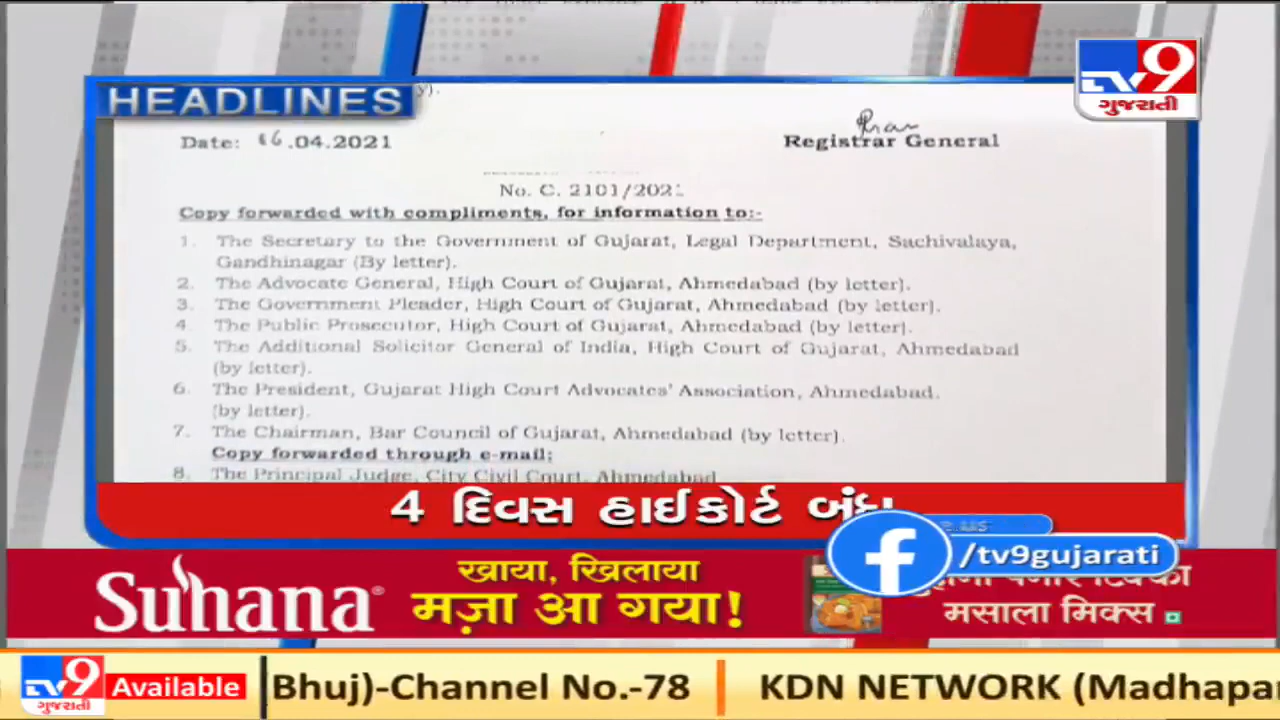 HEADLINES
TV9
ગુજરાતી
Date: 06.04.2021
Registrar General
No. C. 2101/2021
Copy forwarded with compliments, for information to:-
1. The Secretary to the Government of Gujarat, Legal Department, Sachivalaya,
Gandhinagar (By letter).
2. The Advocate General, High Court of Gujarat, Ahmedabad (by letter).
3. The Government Pleader, High Court of Gujarat, Ahmedabad (by letter).
4. The Public Prosecutor, High Court of Gujarat, Ahmedabad (by letter).
5. The Additional Solicitor General of India, High Court of Gujarat, Ahmedabad
(by letter).
6. The President, Gujarat High Court Advocates' Association, Ahmedabad.
(by letter).
7. The Chairman, Bar Council of Gujarat, Ahmedabad (by letter).
Copy forwarded through e-mail;
8. The Principal Judge, City Civil Court, Ahmedabad
4 દિવસ હાઈકોર્ટ બંધ
/tv9gujarati
Suhana®
खाया, खिलाया
मज़ा आ गया!
मसाला मिक्स
TV9
ગુજરાતી
Available
Bhuj)-Channel No.-78
KDN NETWORK (Madhapar